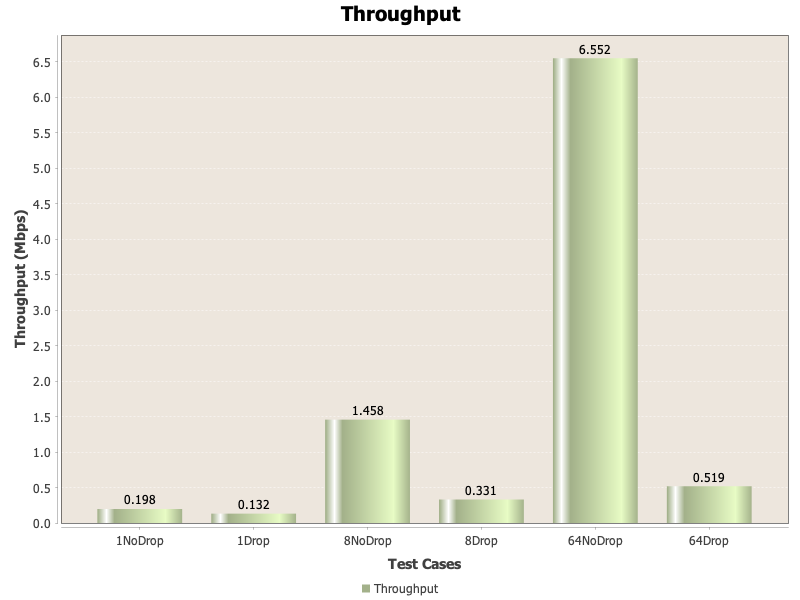 Throughput
Throughput (Mbps)
6.5
6.0
5.5
5.0
4.5
4.0
3.5
3.0
2.5
2.0
1.5
1.0
0.5
0.0
0.198
0.132
1.458
0.331
6.552
0.519
1NoDrop
1Drop
8NoDrop
8Drop
64NoDrop
64Drop
Test Cases
Throughput